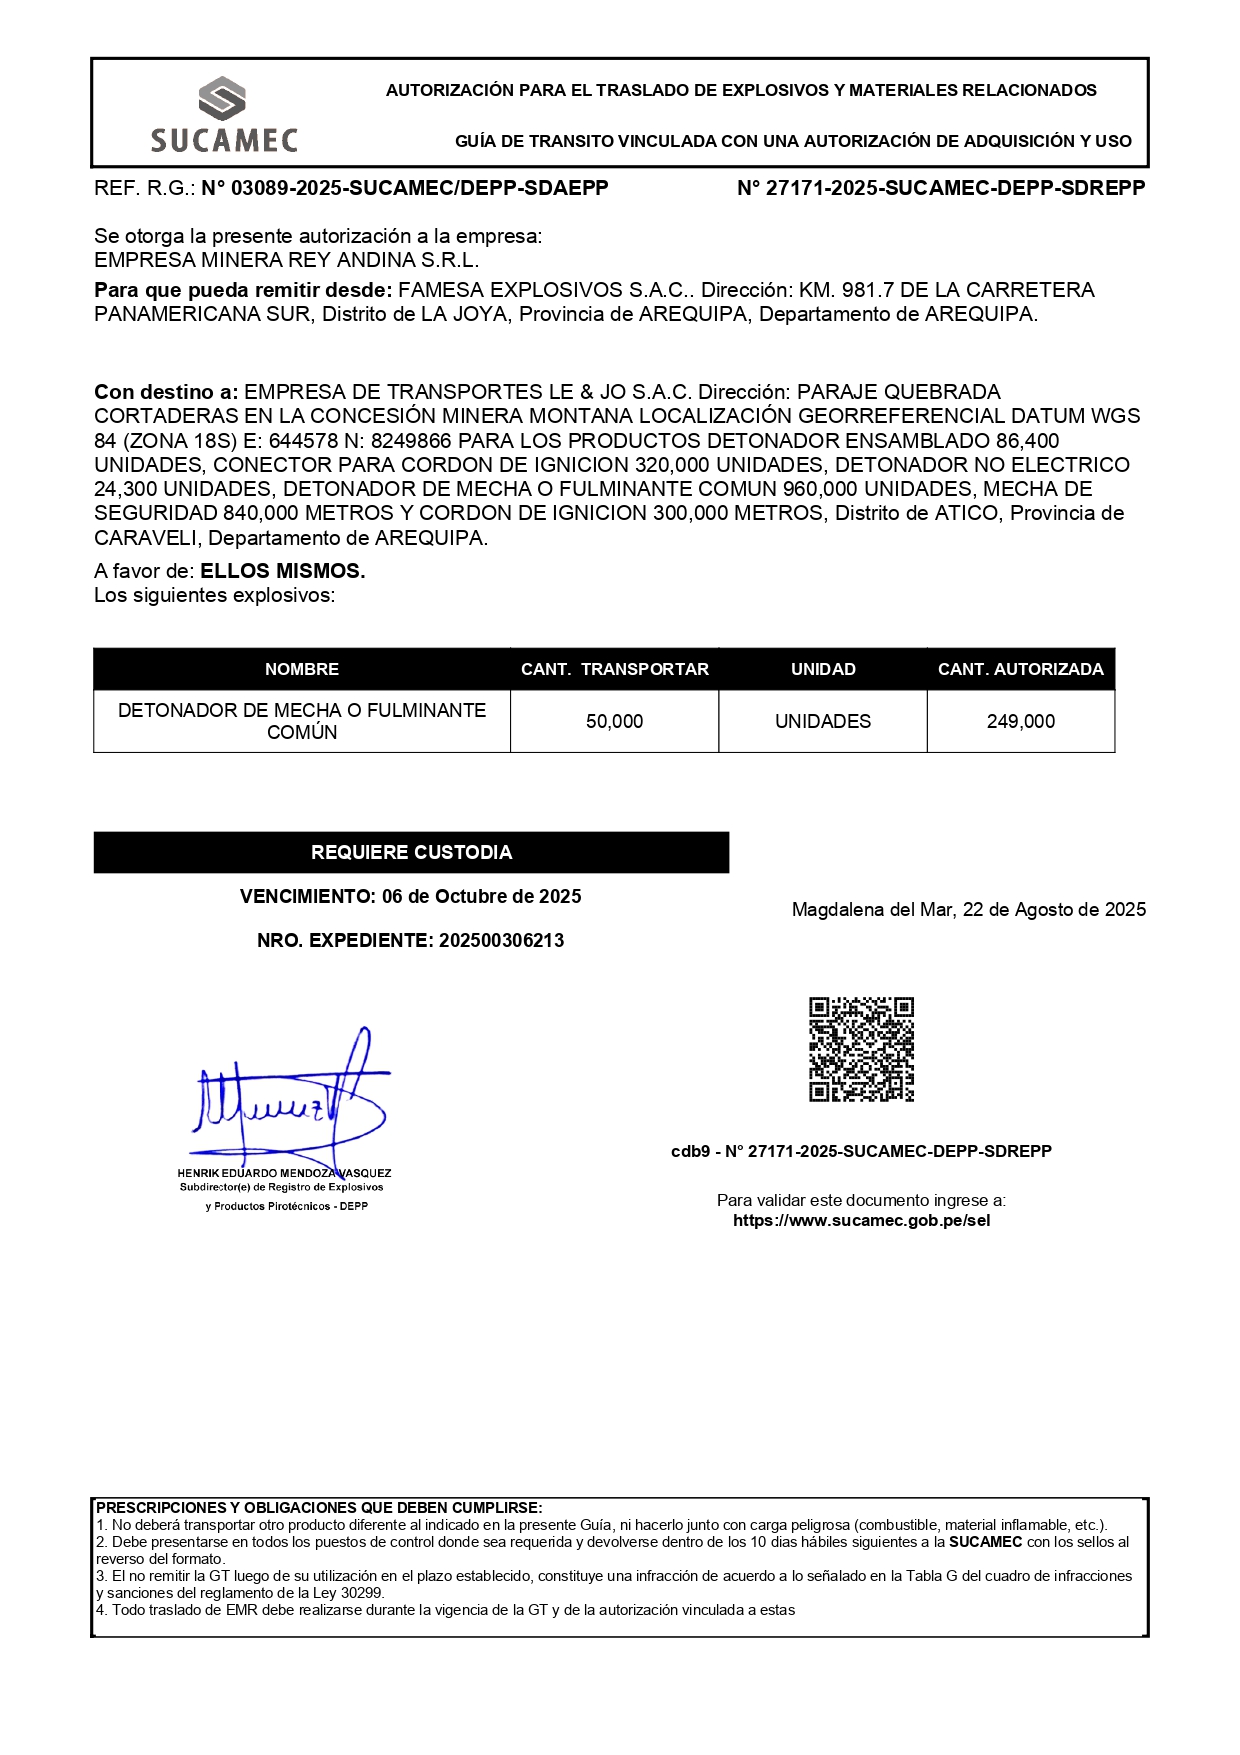 SUCAMEC
AUTORIZACIÓN PARA EL TRASLADO DE EXPLOSIVOS Y MATERIALES RELACIONADOS
GUÍA DE TRANSITO VINCULADA CON UNA AUTORIZACIÓN DE ADQUISICIÓN Y USO
REF. R.G.: N° 03089-2025-SUCAMEC/DEPP-SDAEPP N° 27171-2025-SUCAMEC-DEPP-SDREPP
Se otorga la presente autorización a la empresa:
EMPRESA MINERA REY ANDINA S.R.L.
Para que pueda remitir desde: FAMESA EXPLOSIVOS S.A.C.. Dirección: KM. 981.7 DE LA CARRETERA
PANAMERICANA SUR, Distrito de LA JOYA, Provincia de AREQUIPA, Departamento de AREQUIPA.
Con destino a: EMPRESA DE TRANSPORTES LE & JO S.A.C. Dirección: PARAJE QUEBRADA
CORTADERAS EN LA CONCESIÓN MINERA MONTANA LOCALIZACIÓN GEORREFERENCIAL DATUM WGS
84 (ZONA 18S) E: 644578 N: 8249866 PARA LOS PRODUCTOS DETONADOR ENSAMBLADO 86,400
UNIDADES, CONECTOR PARA CORDON DE IGNICION 320,000 UNIDADES, DETONADOR NO ELECTRICO
24,300 UNIDADES, DETONADOR DE MECHA O FULMINANTE COMUN 960,000 UNIDADES, MECHA DE
SEGURIDAD 840,000 METROS Y CORDON DE IGNICION 300,000 METROS, Distrito de ATICO, Provincia de
CARAVELI, Departamento de AREQUIPA.
A favor de: ELLOS MISMOS.
Los siguientes explosivos:
NOMBRE CANT. TRANSPORTAR UNIDAD CANT. AUTORIZADA
DETONADOR DE MECHA O FULMINANTE
COMÚN 50,000 UNIDADES 249,000
REQUIERE CUSTODIA
VENCIMIENTO: 06 de Octubre de 2025
Magdalena del Mar, 22 de Agosto de 2025
NRO. EXPEDIENTE: 202500306213
HENRIK EDUARDO MENDOZA VASQUEZ
Subdirector(e) de Registro de Explosivos
y Productos Pirotécnicos - DEPP
cdb9 - N° 27171-2025-SUCAMEC-DEPP-SDREPP
Para validar este documento ingrese a:
https://www.sucamec.gob.pe/sel
PRESCRIPCIONES Y OBLIGACIONES QUE DEBEN CUMPLIRSE:
1. No deberá transportar otro producto diferente al indicado en la presente Guía, ni hacerlo junto con carga peligrosa (combustible, material inflamable, etc.).
2. Debe presentarse en todos los puestos de control donde sea requerida y devolverse dentro de los 10 dias hábiles siguientes a la SUCAMEC con los sellos al
reverso del formato.
3. El no remitir la GT luego de su utilización en el plazo establecido, constituye una infracción de acuerdo a lo señalado en la Tabla G del cuadro de infracciones
y sanciones del reglamento de la Ley 30299.
4. Todo traslado de EMR debe realizarse durante la vigencia de la GT y de la autorización vinculada a estas